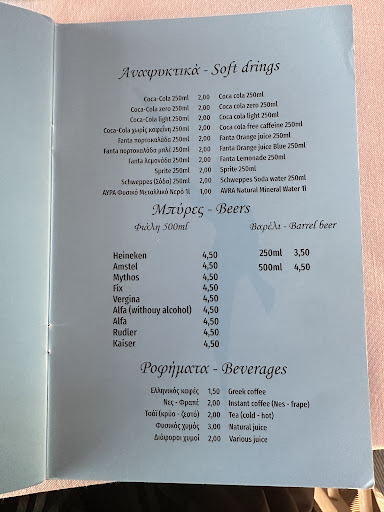 Αναψυκτικά - Soft drings
Coca-Cola 250ml 2,00 Coca cola 250ml
Coca-Cola zero 250ml 2,00 Coca cola zero 250ml
Coca-Cola light 250ml 2,00 Coca cola light 250ml
Coca-Cola χωρίς καφεΐνη 250ml 2,00 Coca cola free caffeine 250ml
Fanta πορτοκαλάδα 250ml 2,00 Fanta Orange juice 250ml
Fanta πορτοκαλάδα μπλέ 250ml 2,00 Fanta Orange juice Blue 250ml
Fanta λεμονάδα 250ml 2,00 Fanta Lemonade 250ml
Sprite 250ml 2,00 Sprite 250ml
Schweppes (Σόδα) 250ml 2,00 Schweppes Soda water 250ml
ΑΥΡΑ Φυσικό Μεταλλικό Νερό 1l 1,00 AVRA Natural Mineral Water 1l
Μπύρες - Beers
Φιάλη 500ml
Βαρέλι - Barrel beer
Heineken 4,50
Amstel 4,50
Mythos 4,50
Fix 4,50
Vergina 4,50
Alfa (withouy alcohol) 4,50
Alfa 4,50
Rudler 4,50
Kaiser 4,50
250ml 3,50
500ml 4,50
Ροφήματα - Beverages
Ελληνικός καφές 1,50 Greek coffee
Νες - Φραπέ 2,00 Instant coffee (Nes - frape)
Τσάϊ (κρύο - ζεστό) 2,00 Tea (cold - hot)
Φυσικός χυμός 3,00 Natural juice
Διάφοροι χυμοί 2,00 Various juice